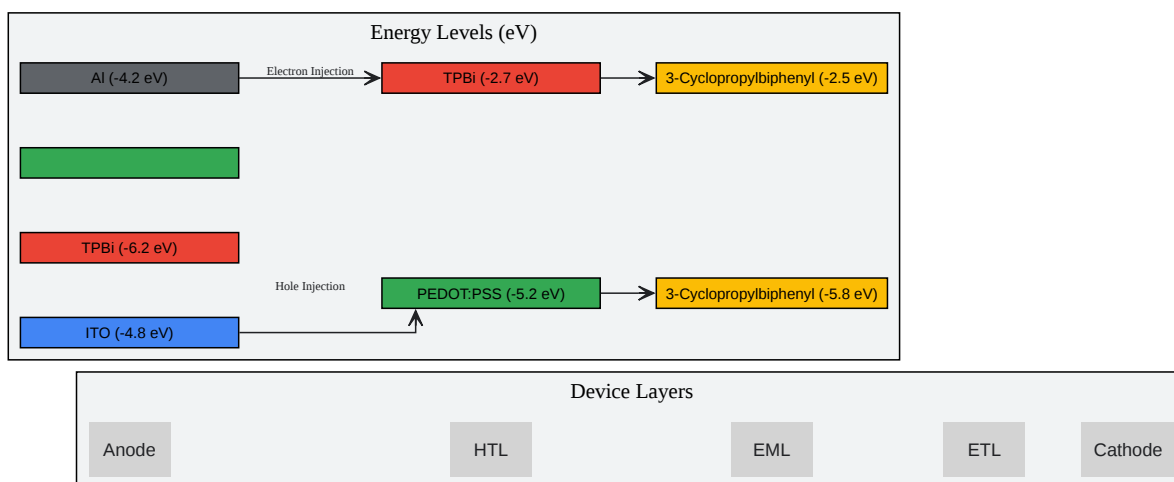 Energy Levels (eV)
Al (-4.2 eV)
Electron Injection
TPBi (-2.7 eV)
3-Cyclopropylbiphenyl (-2.5 eV)
TPBi (-6.2 eV)
Hole Injection
PEDOT:PSS (-5.2 eV)
3-Cyclopropylbiphenyl (-5.8 eV)
ITO (-4.8 eV)
Device Layers
Anode
HTL
EML
ETL
Cathode